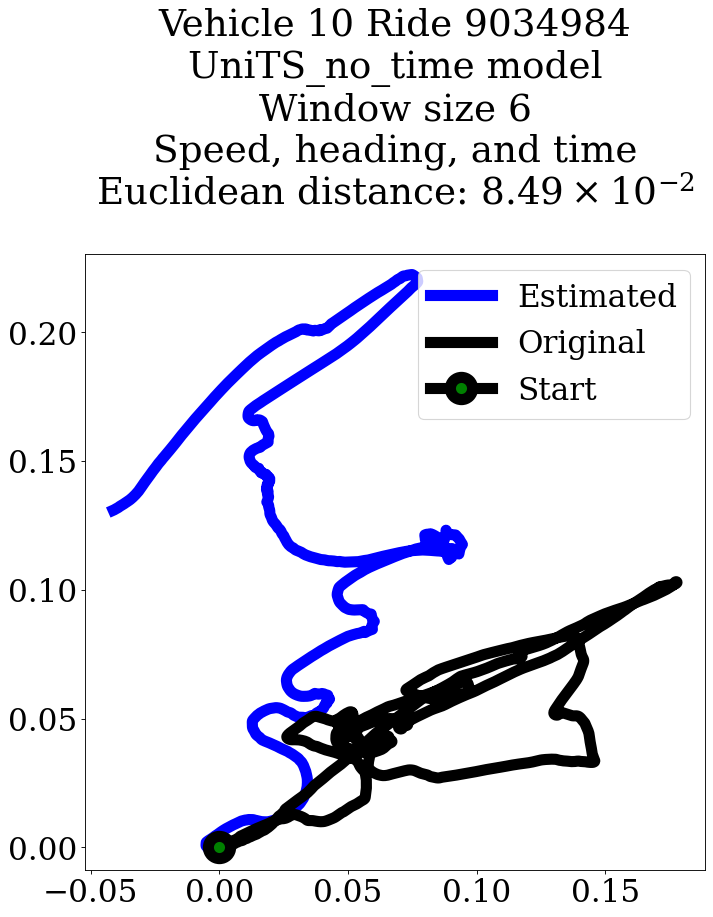 Vehicle 10 Ride 9034984
UniTS_no_time model
Window size 6
Speed, heading, and time
Euclidean distance: 8.49 × 10⁻²
Estimated
Original
Start
0.20
0.15
0.10
0.05
0.00
−0.05 0.00 0.05 0.10 0.15